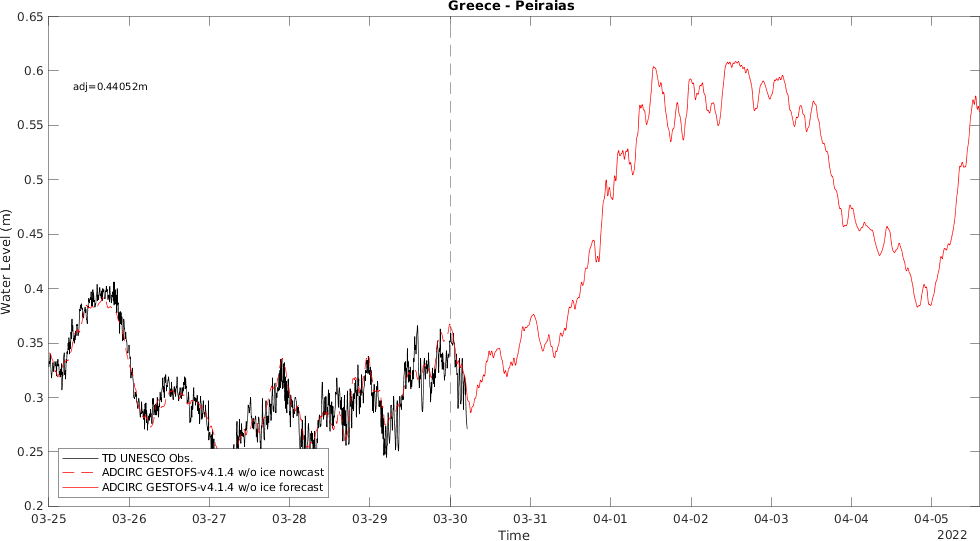 Greece - Peiraias
0.65
0.6
0.55
0.5
0.45
0.4
0.35
0.3
0.25
0.2
Water Level (m)
adj=0.44052m
TD UNESCO Obs.
ADCIRC GESTOFS-v4.1.4 w/o ice nowcast
ADCIRC GESTOFS-v4.1.4 w/o ice forecast
03-25 03-26 03-27 03-28 03-29 03-30 03-31 04-01 04-02 04-03 04-04 04-05
Time
2022